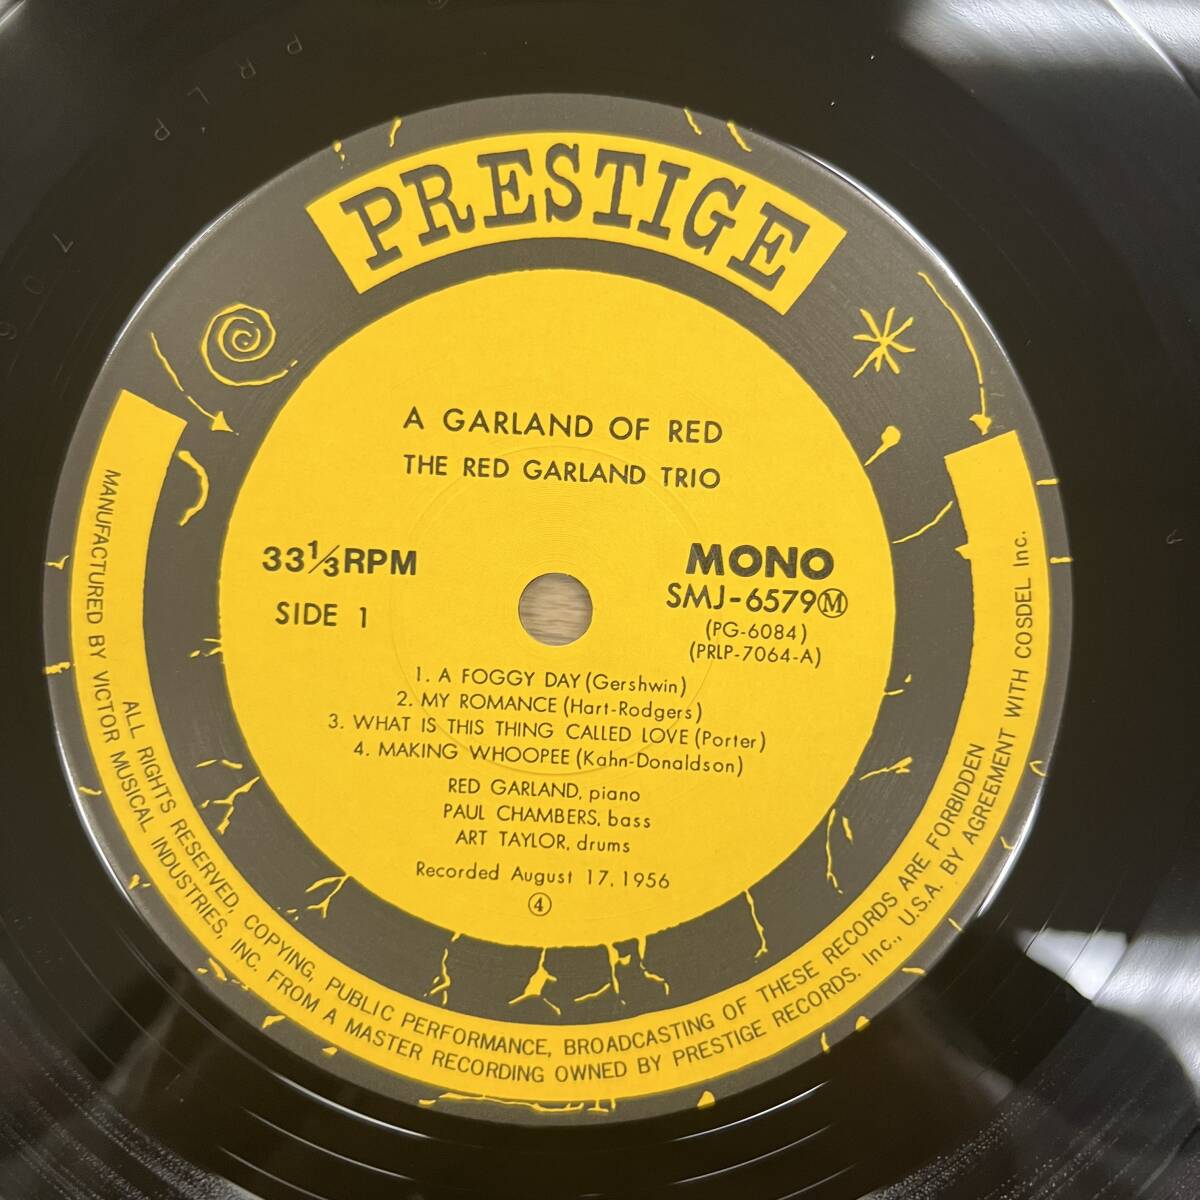 PRESTIGE
A GARLAND OF RED
THE RED GARLAND TRIO
33 1/3 RPM
SIDE 1
MONO
SMJ-6579Ⓜ
(PG-6084)
(PRLP-7064-A)
1. A FOGGY DAY (Gershwin)
2. MY ROMANCE (Hart-Rodgers)
3. WHAT IS THIS THING CALLED LOVE (Porter)
4. MAKING WHOOPEE (Kahn-Donaldson)
RED GARLAND, piano
PAUL CHAMBERS, bass
ART TAYLOR, drums
Recorded August 17, 1956
④
ALL RIGHTS RESERVED, COPYING, PUBLIC PERFORMANCE, BROADCASTING OF THESE RECORDS ARE FORBIDDEN
MANUFACTURED BY VICTOR MUSICAL INDUSTRIES, INC. FROM A MASTER RECORDING OWNED BY PRESTIGE RECORDS. Inc., U.S.A. BY AGREEMENT WITH COSDEL Inc.
P R L P